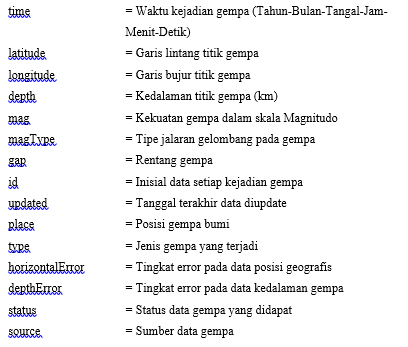 time = Waktu kejadian gempa (Tahun-Bulan-Tangal-Jam-
Menit-Detik)
latitude = Garis lintang titik gempa
longitude = Garis bujur titik gempa
depth = Kedalaman titik gempa (km)
mag = Kekuatan gempa dalam skala Magnitudo
magType = Tipe jalaran gelombang pada gempa
gap = Rentang gempa
id = Inisial data setiap kejadian gempa
updated = Tanggal terakhir data diupdate
place = Posisi gempa bumi
type = Jenis gempa yang terjadi
horizontalError = Tingkat error pada data posisi geografis
depthError = Tingkat error pada data kedalaman gempa
status = Status data gempa yang didapat
source = Sumber data gempa